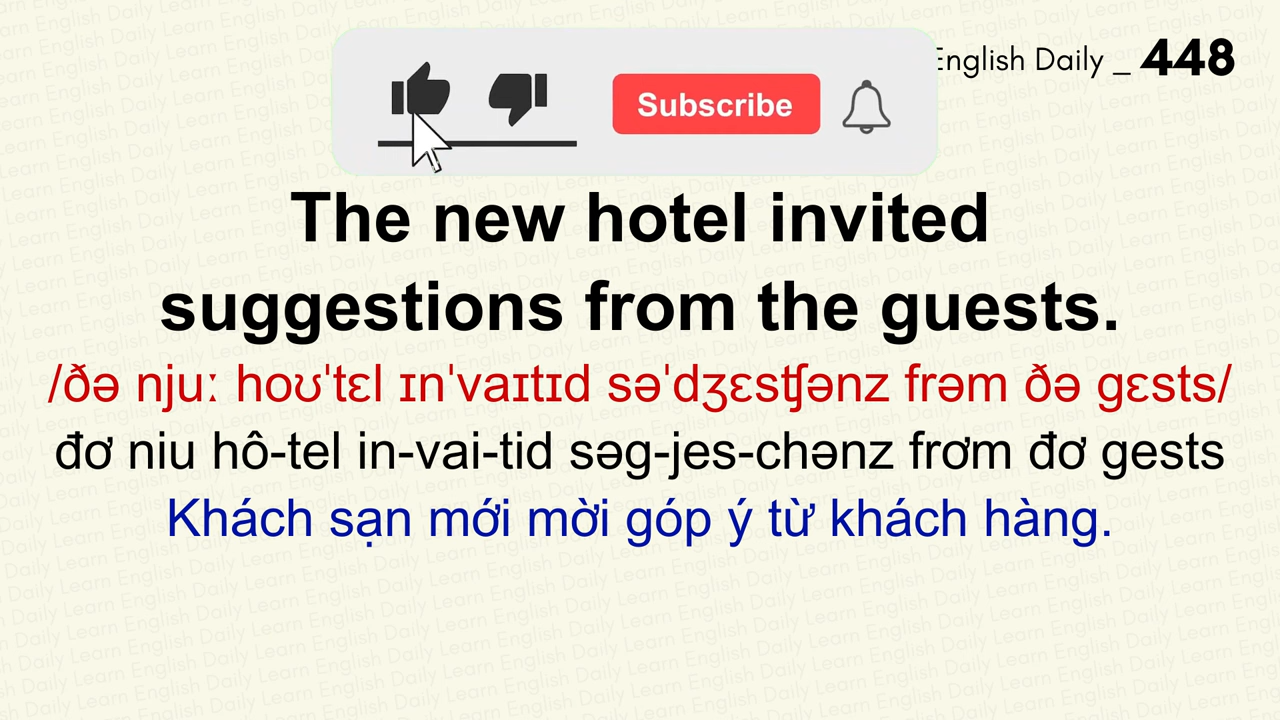 English Daily _ 448
Subscribe
The new hotel invited
suggestions from the guests.
/ðə njuː hoʊˈtɛl ɪnˈvaɪtɪd səˈdʒɛsʧənz frəm ðə gɛsts/
đơ niu hô-tel in-vai-tid səg-jes-chənz frơm đơ gests
Khách sạn mới mời góp ý từ khách hàng.